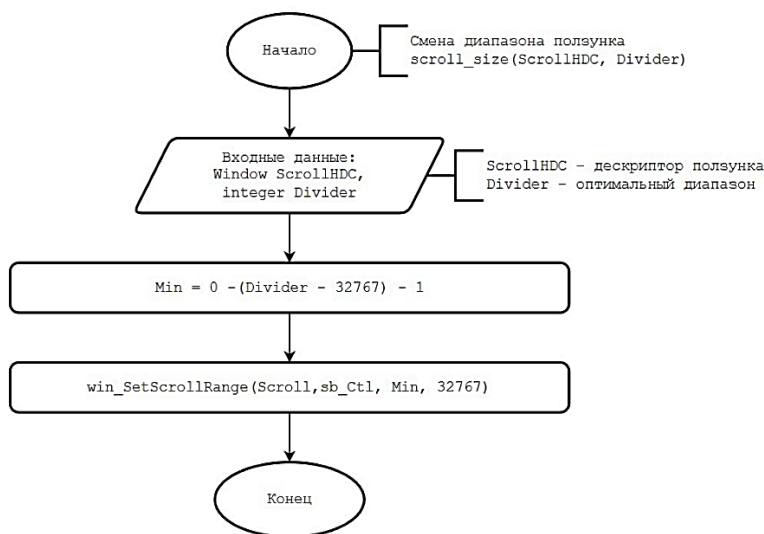 Начало
Смена диапазона ползунка
scroll_size(ScrollHDC, Divider)
Входные данные:
Window ScrollHDC,
integer Divider
ScrollHDC – дескриптор ползунка
Divider – оптимальный диапазон
Min = 0 -(Divider - 32767) - 1
win_SetScrollRange(Scroll,sb_Ctl, Min, 32767)
Конец